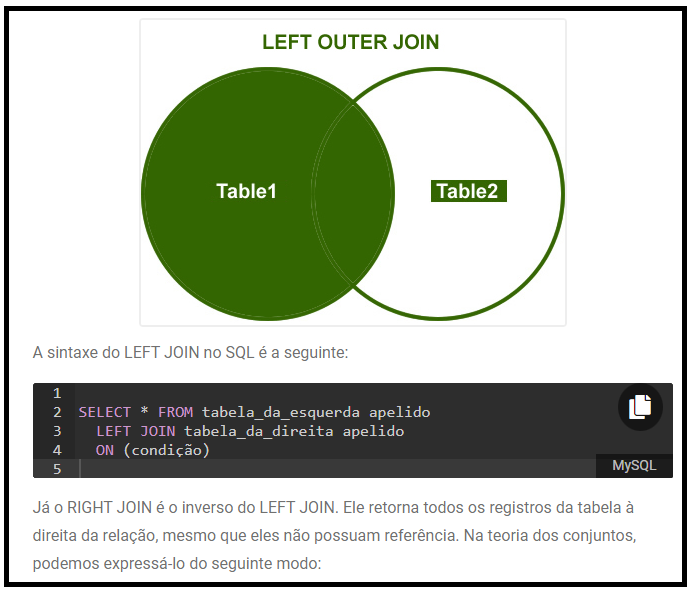 LEFT OUTER JOIN
Table1
Table2
A sintaxe do LEFT JOIN no SQL é a seguinte:
1
2 SELECT * FROM tabela_da_esquerda apelido
3 LEFT JOIN tabela_da_direita apelido
4 ON (condição)
5
MySQL
Já o RIGHT JOIN é o inverso do LEFT JOIN. Ele retorna todos os registros da tabela à
direita da relação, mesmo que eles não possuam referência. Na teoria dos conjuntos,
podemos expressá-lo do seguinte modo: